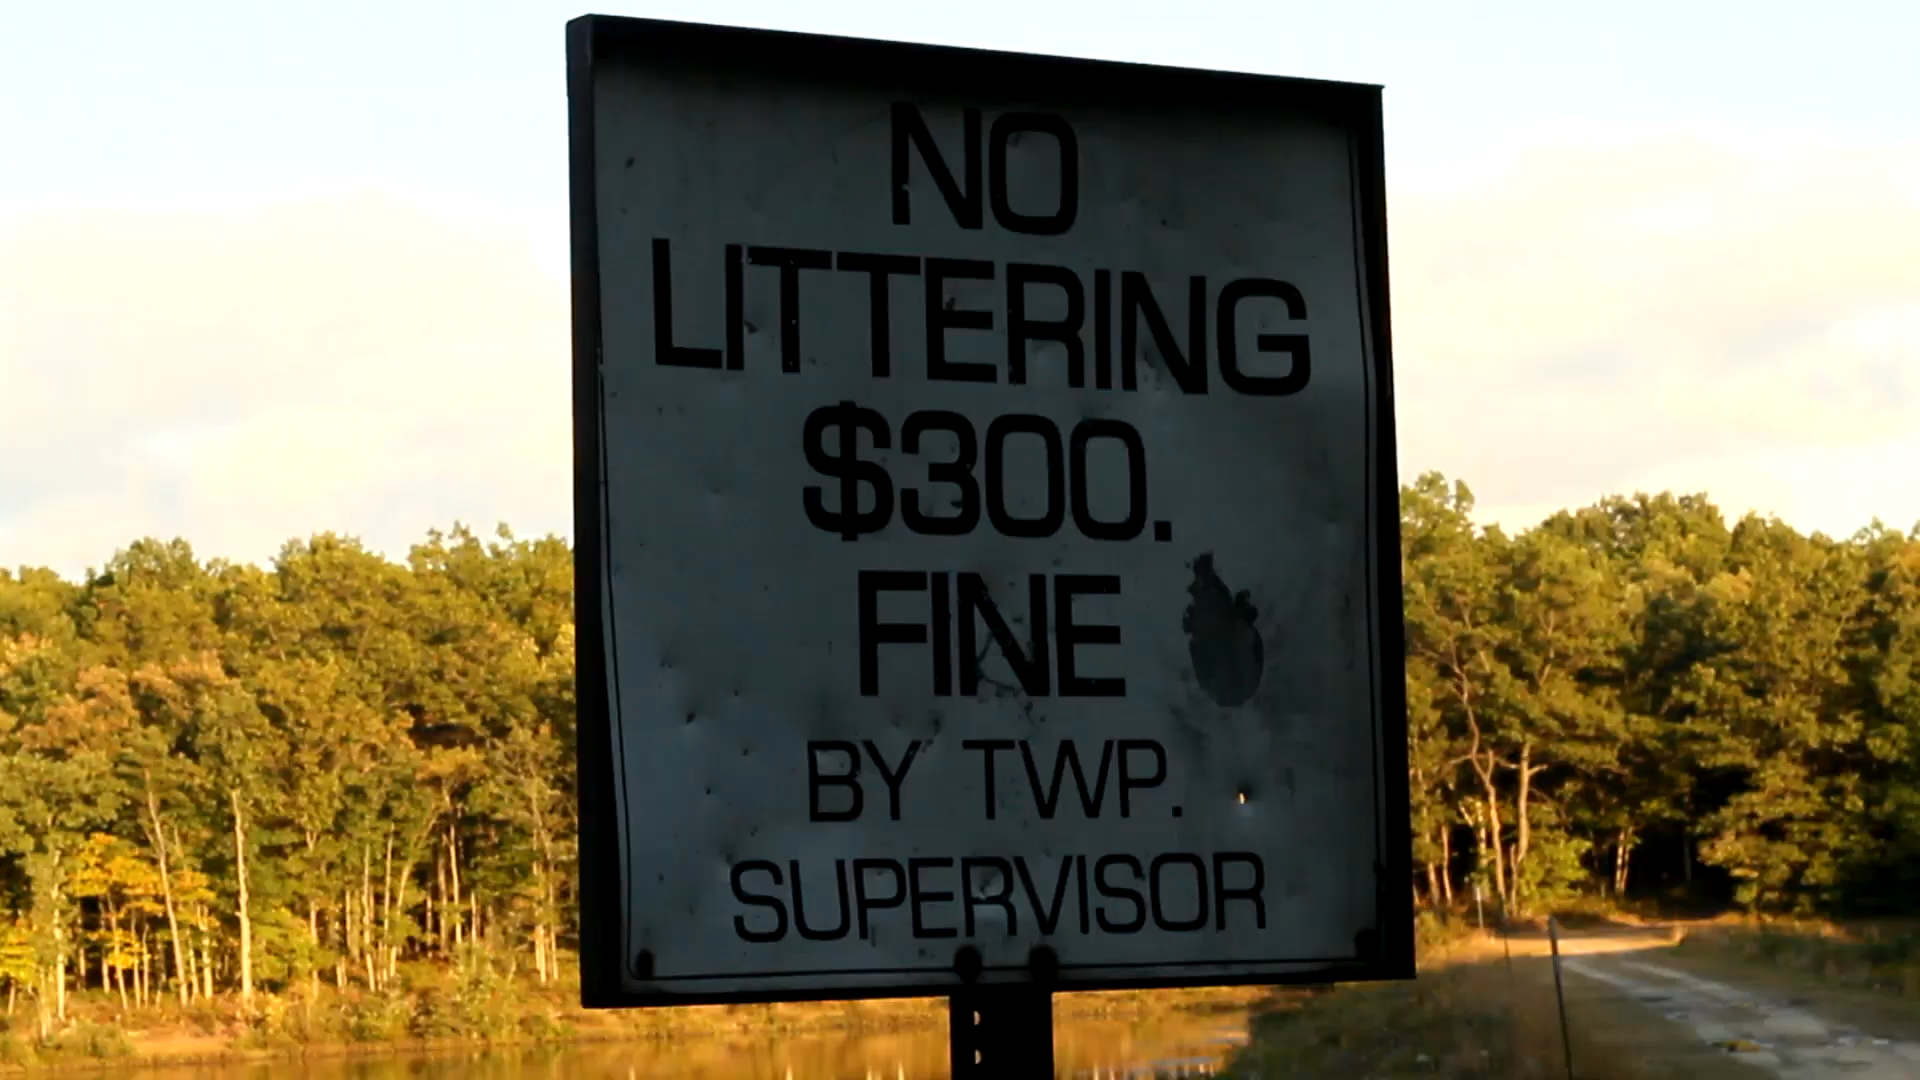 NO
LITTERING
$300.
FINE
BY TWP.
SUPERVISOR